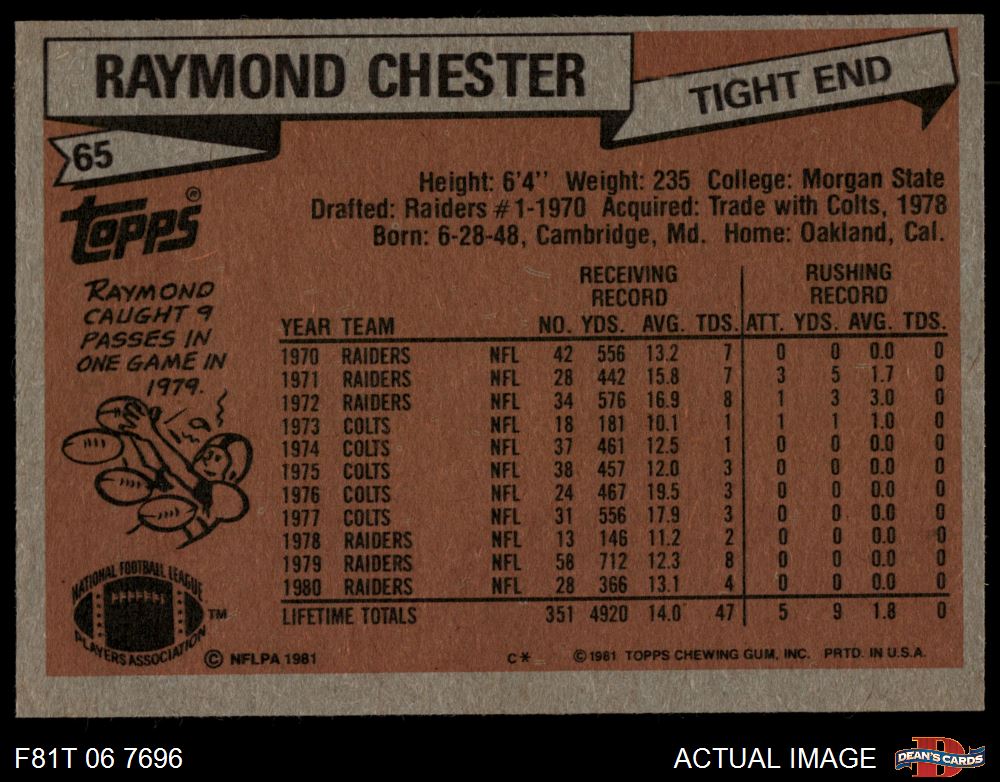 RAYMOND CHESTER
TIGHT END
65
TOPPS®
Height: 6'4'' Weight: 235 College: Morgan State
Drafted: Raiders #1-1970 Acquired: Trade with Colts, 1978
Born: 6-28-48, Cambridge, Md. Home: Oakland, Cal.
RAYMOND
CAUGHT 9
PASSES IN
ONE GAME IN
1979.
RECEIVING RECORD RUSHING RECORD
YEAR TEAM NO. YDS. AVG. TDS. ATT. YDS. AVG. TDS.
1970 RAIDERS NFL 42 556 13.2 7 0 0 0.0 0
1971 RAIDERS NFL 28 442 15.8 7 3 5 1.7 0
1972 RAIDERS NFL 34 576 16.9 8 1 3 3.0 0
1973 COLTS NFL 18 181 10.1 1 1 1 1.0 0
1974 COLTS NFL 37 461 12.5 1 0 0 0.0 0
1975 COLTS NFL 38 457 12.0 3 0 0 0.0 0
1976 COLTS NFL 24 467 19.5 3 0 0 0.0 0
1977 COLTS NFL 31 556 17.9 3 0 0 0.0 0
1978 RAIDERS NFL 13 146 11.2 2 0 0 0.0 0
1979 RAIDERS NFL 58 712 12.3 8 0 0 0.0 0
1980 RAIDERS NFL 28 366 13.1 4 0 0 0.0 0
LIFETIME TOTALS 351 4920 14.0 47 5 9 1.8 0
NATIONAL FOOTBALL LEAGUE
PLAYERS ASSOCIATION
TM
© NFLPA 1981
C* © 1981 TOPPS CHEWING GUM, INC. PRTD. IN U.S.A.
F81T 06 7696
ACTUAL IMAGE
D
DEAN'S CARDS